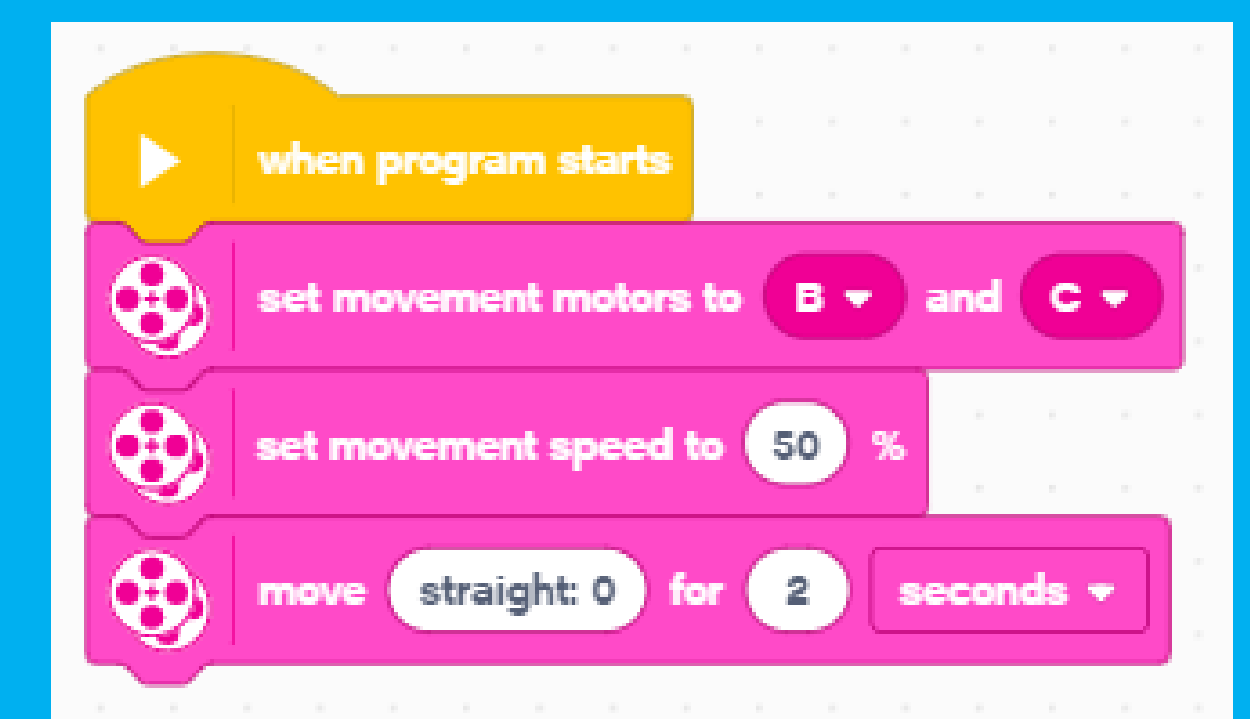 when program starts
set movement motors to B and C
set movement speed to 50 %
move straight: 0 for 2 seconds